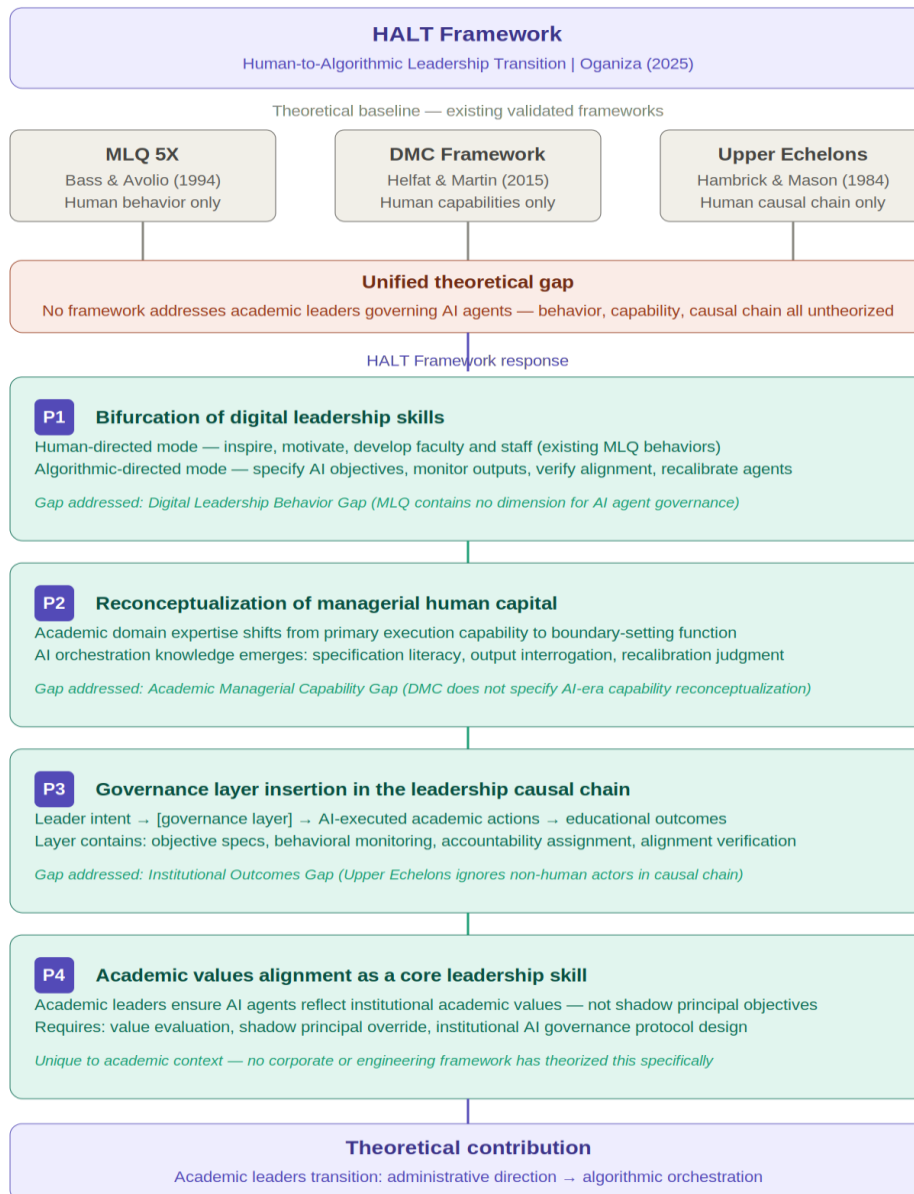 HALT Framework
Human-to-Algorithmic Leadership Transition | Oganiza (2025)
Theoretical baseline — existing validated frameworks
MLQ 5X
Bass & Avolio (1994)
Human behavior only
DMC Framework
Helfat & Martin (2015)
Human capabilities only
Upper Echelons
Hambrick & Mason (1984)
Human causal chain only
Unified theoretical gap
No framework addresses academic leaders governing AI agents — behavior, capability, causal chain all untheorized
HALT Framework response
P1 Bifurcation of digital leadership skills
Human-directed mode — inspire, motivate, develop faculty and staff (existing MLQ behaviors)
Algorithmic-directed mode — specify AI objectives, monitor outputs, verify alignment, recalibrate agents
Gap addressed: Digital Leadership Behavior Gap (MLQ contains no dimension for AI agent governance)
P2 Reconceptualization of managerial human capital
Academic domain expertise shifts from primary execution capability to boundary-setting function
AI orchestration knowledge emerges: specification literacy, output interrogation, recalibration judgment
Gap addressed: Academic Managerial Capability Gap (DMC does not specify AI-era capability reconceptualization)
P3 Governance layer insertion in the leadership causal chain
Leader intent → [governance layer] → AI-executed academic actions → educational outcomes
Layer contains: objective specs, behavioral monitoring, accountability assignment, alignment verification
Gap addressed: Institutional Outcomes Gap (Upper Echelons ignores non-human actors in causal chain)
P4 Academic values alignment as a core leadership skill
Academic leaders ensure AI agents reflect institutional academic values — not shadow principal objectives
Requires: value evaluation, shadow principal override, institutional AI governance protocol design
Unique to academic context — no corporate or engineering framework has theorized this specifically
Theoretical contribution
Academic leaders transition: administrative direction → algorithmic orchestration